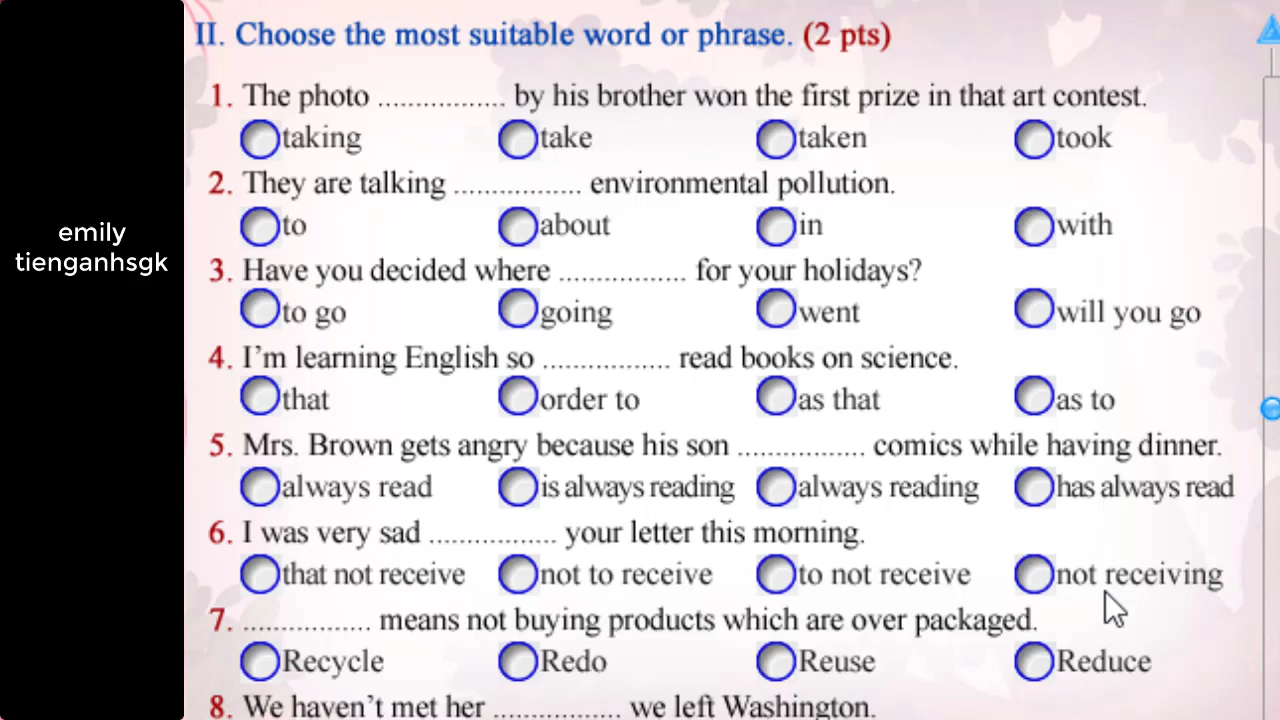 emily
tienganhsgk
II. Choose the most suitable word or phrase. (2 pts)
1. The photo ................. by his brother won the first prize in that art contest.
taking take taken took
2. They are talking ................. environmental pollution.
to about in with
3. Have you decided where ................. for your holidays?
to go going went will you go
4. I'm learning English so ................. read books on science.
that order to as that as to
5. Mrs. Brown gets angry because his son ................. comics while having dinner.
always read is always reading always reading has always read
6. I was very sad ................. your letter this morning.
that not receive not to receive to not receive not receiving
7. ................. means not buying products which are over packaged.
Recycle Redo Reuse Reduce
8. We haven't met her ................. we left Washington.